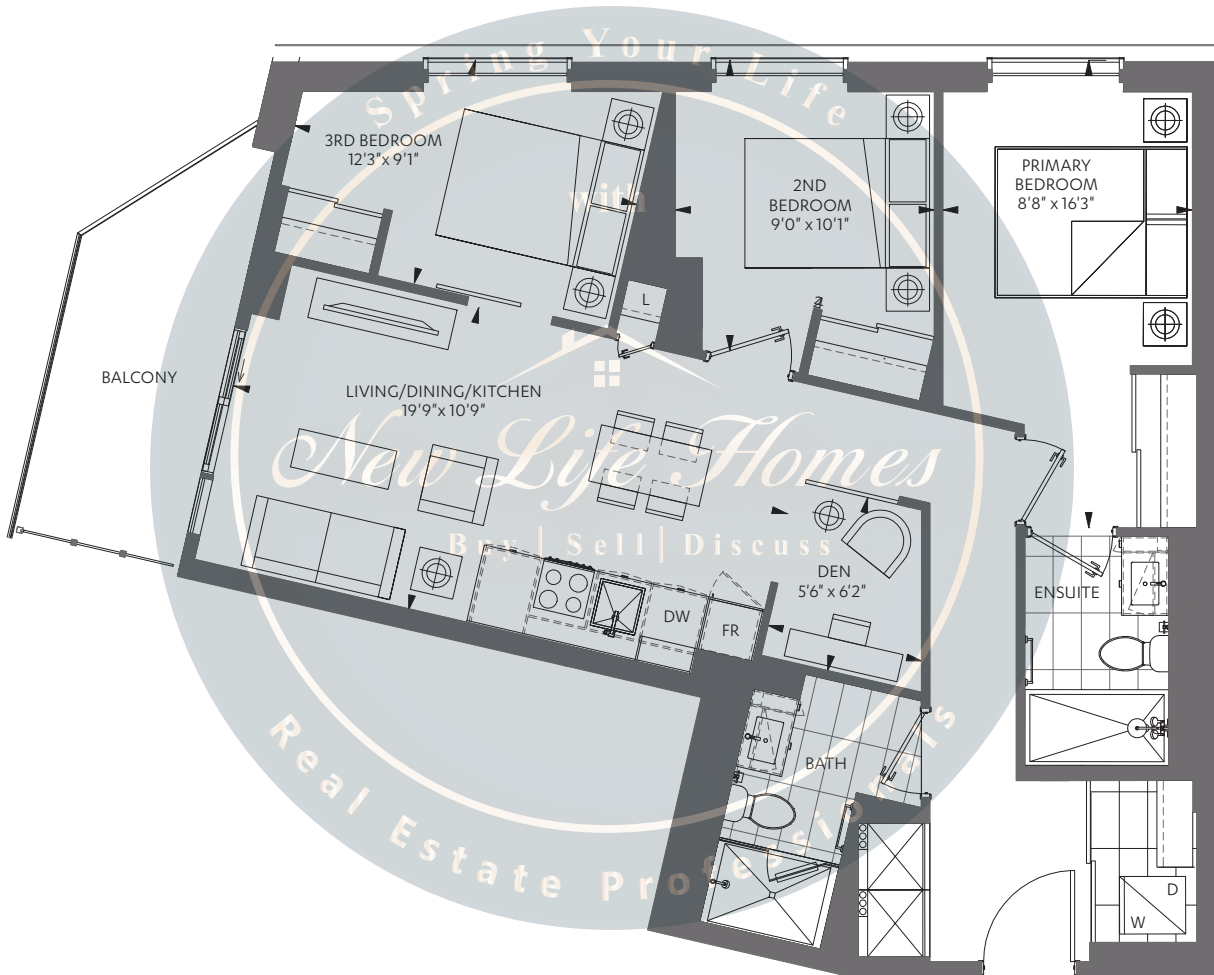 Spring Your Life
with
3RD BEDROOM
12'3" x 9'1"
2ND
BEDROOM
9'0" x 10'1"
PRIMARY
BEDROOM
8'8" x 16'3"
L
BALCONY
LIVING/DINING/KITCHEN
19'9" x 10'9"
New Life Homes
Buy | Sell | Discuss
DEN
5'6" x 6'2"
ENSUITE
DW
FR
BATH
D
W
Real Estate Professionals